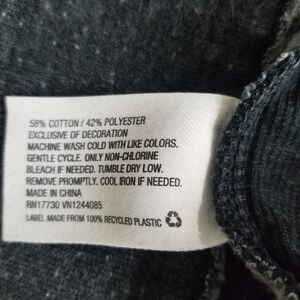 58% COTTON / 42% POLYESTER
EXCLUSIVE OF DECORATION
MACHINE WASH COLD WITH LIKE COLORS.
GENTLE CYCLE. ONLY NON-CHLORINE
BLEACH IF NEEDED. TUMBLE DRY LOW.
REMOVE PROMPTLY. COOL IRON IF NEEDED.
MADE IN CHINA
RN17730 VN1244085
LABEL MADE FROM 100% RECYCLED PLASTIC